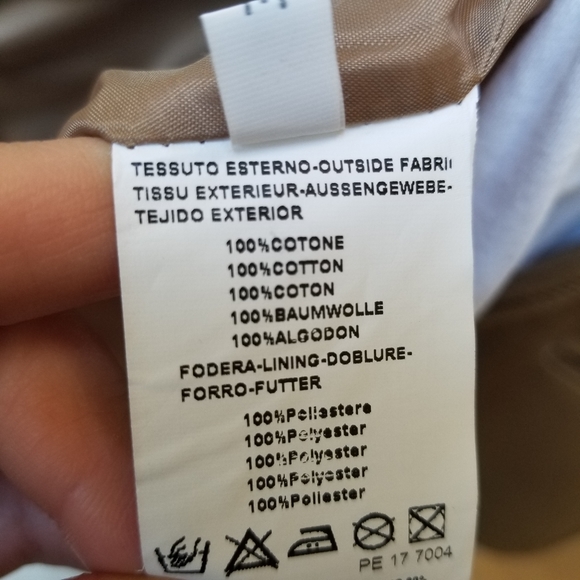 TESSUTO ESTERNO-OUTSIDE FABRI
TISSU EXTERIEUR-AUSSENGEWEBE-
TEJIDO EXTERIOR
100%COTONE
100%COTTON
100%COTON
100%BAUMWOLLE
100%ALGODON
FODERA-LINING-DOBLURE-
FORRO-FUTTER
100%Poliestere
100%Polyester
100%Polyester
100%Polyester
100%Poliester
PE 17 7004